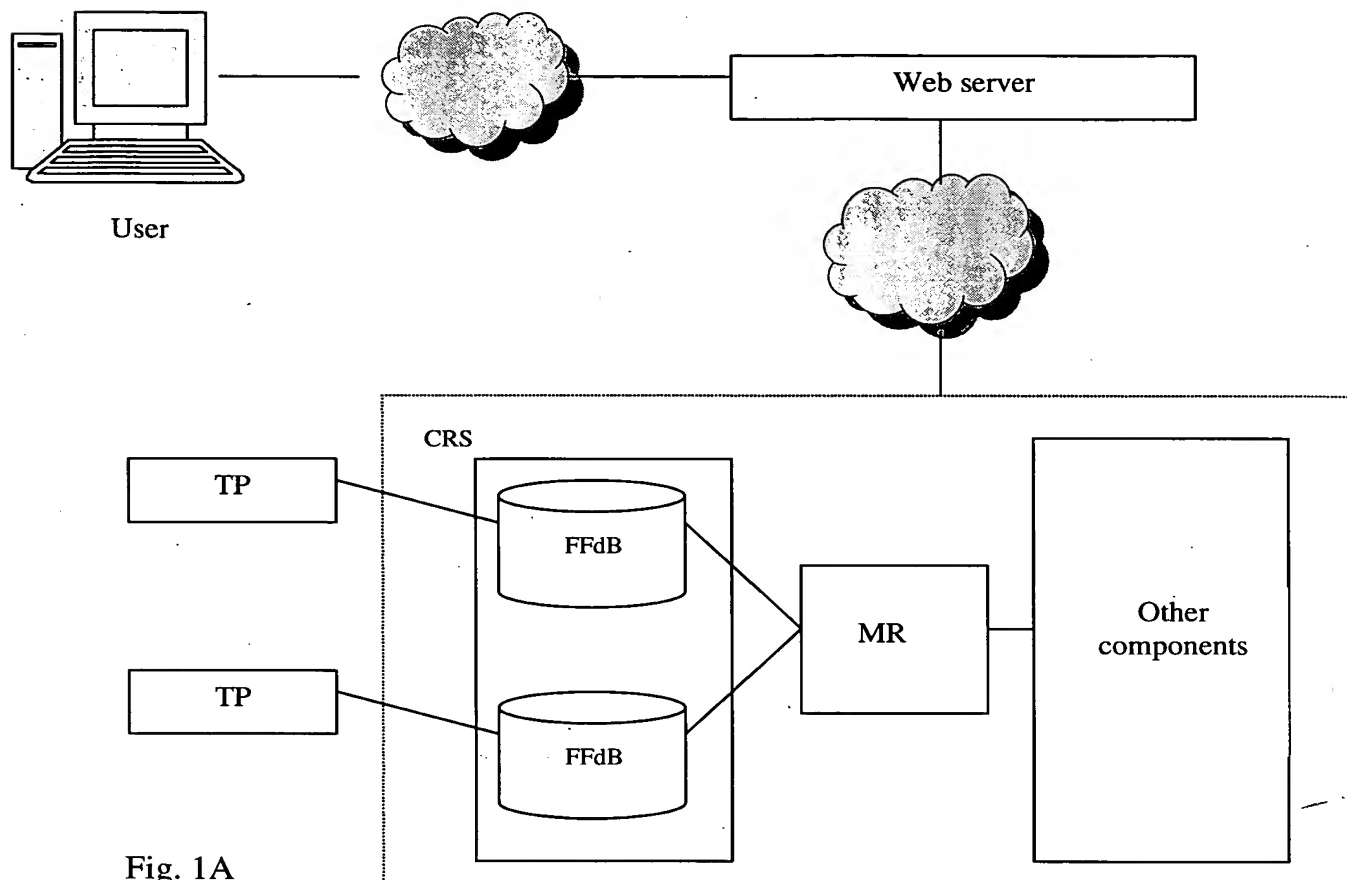 Web server
User
CRS
TP
FFdB
MR
Other
components
TP
FFdB
Fig. 1A